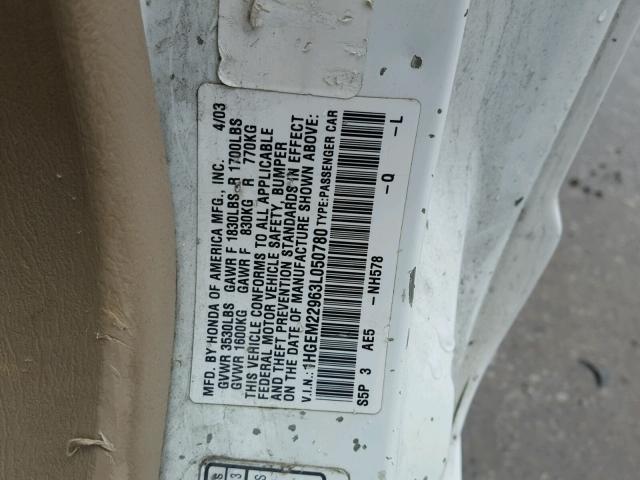 MFD. BY HONDA OF AMERICA MFG., INC. 4/03
GVWR 3530LBS GAWR F 1830LBS R 1700LBS
GVWR 1600KG GAWR F 830KG R 770KG
THIS VEHICLE CONFORMS TO ALL APPLICABLE
FEDERAL MOTOR VEHICLE SAFETY, BUMPER
AND THEFT PREVENTION STANDARDS IN EFFECT
ON THE DATE OF MANUFACTURE SHOWN ABOVE.
V.I.N.: 1HGEM22963L050780 TYPE:PASSENGER CAR
S5P 3 AE5 -NH578 -Q -L